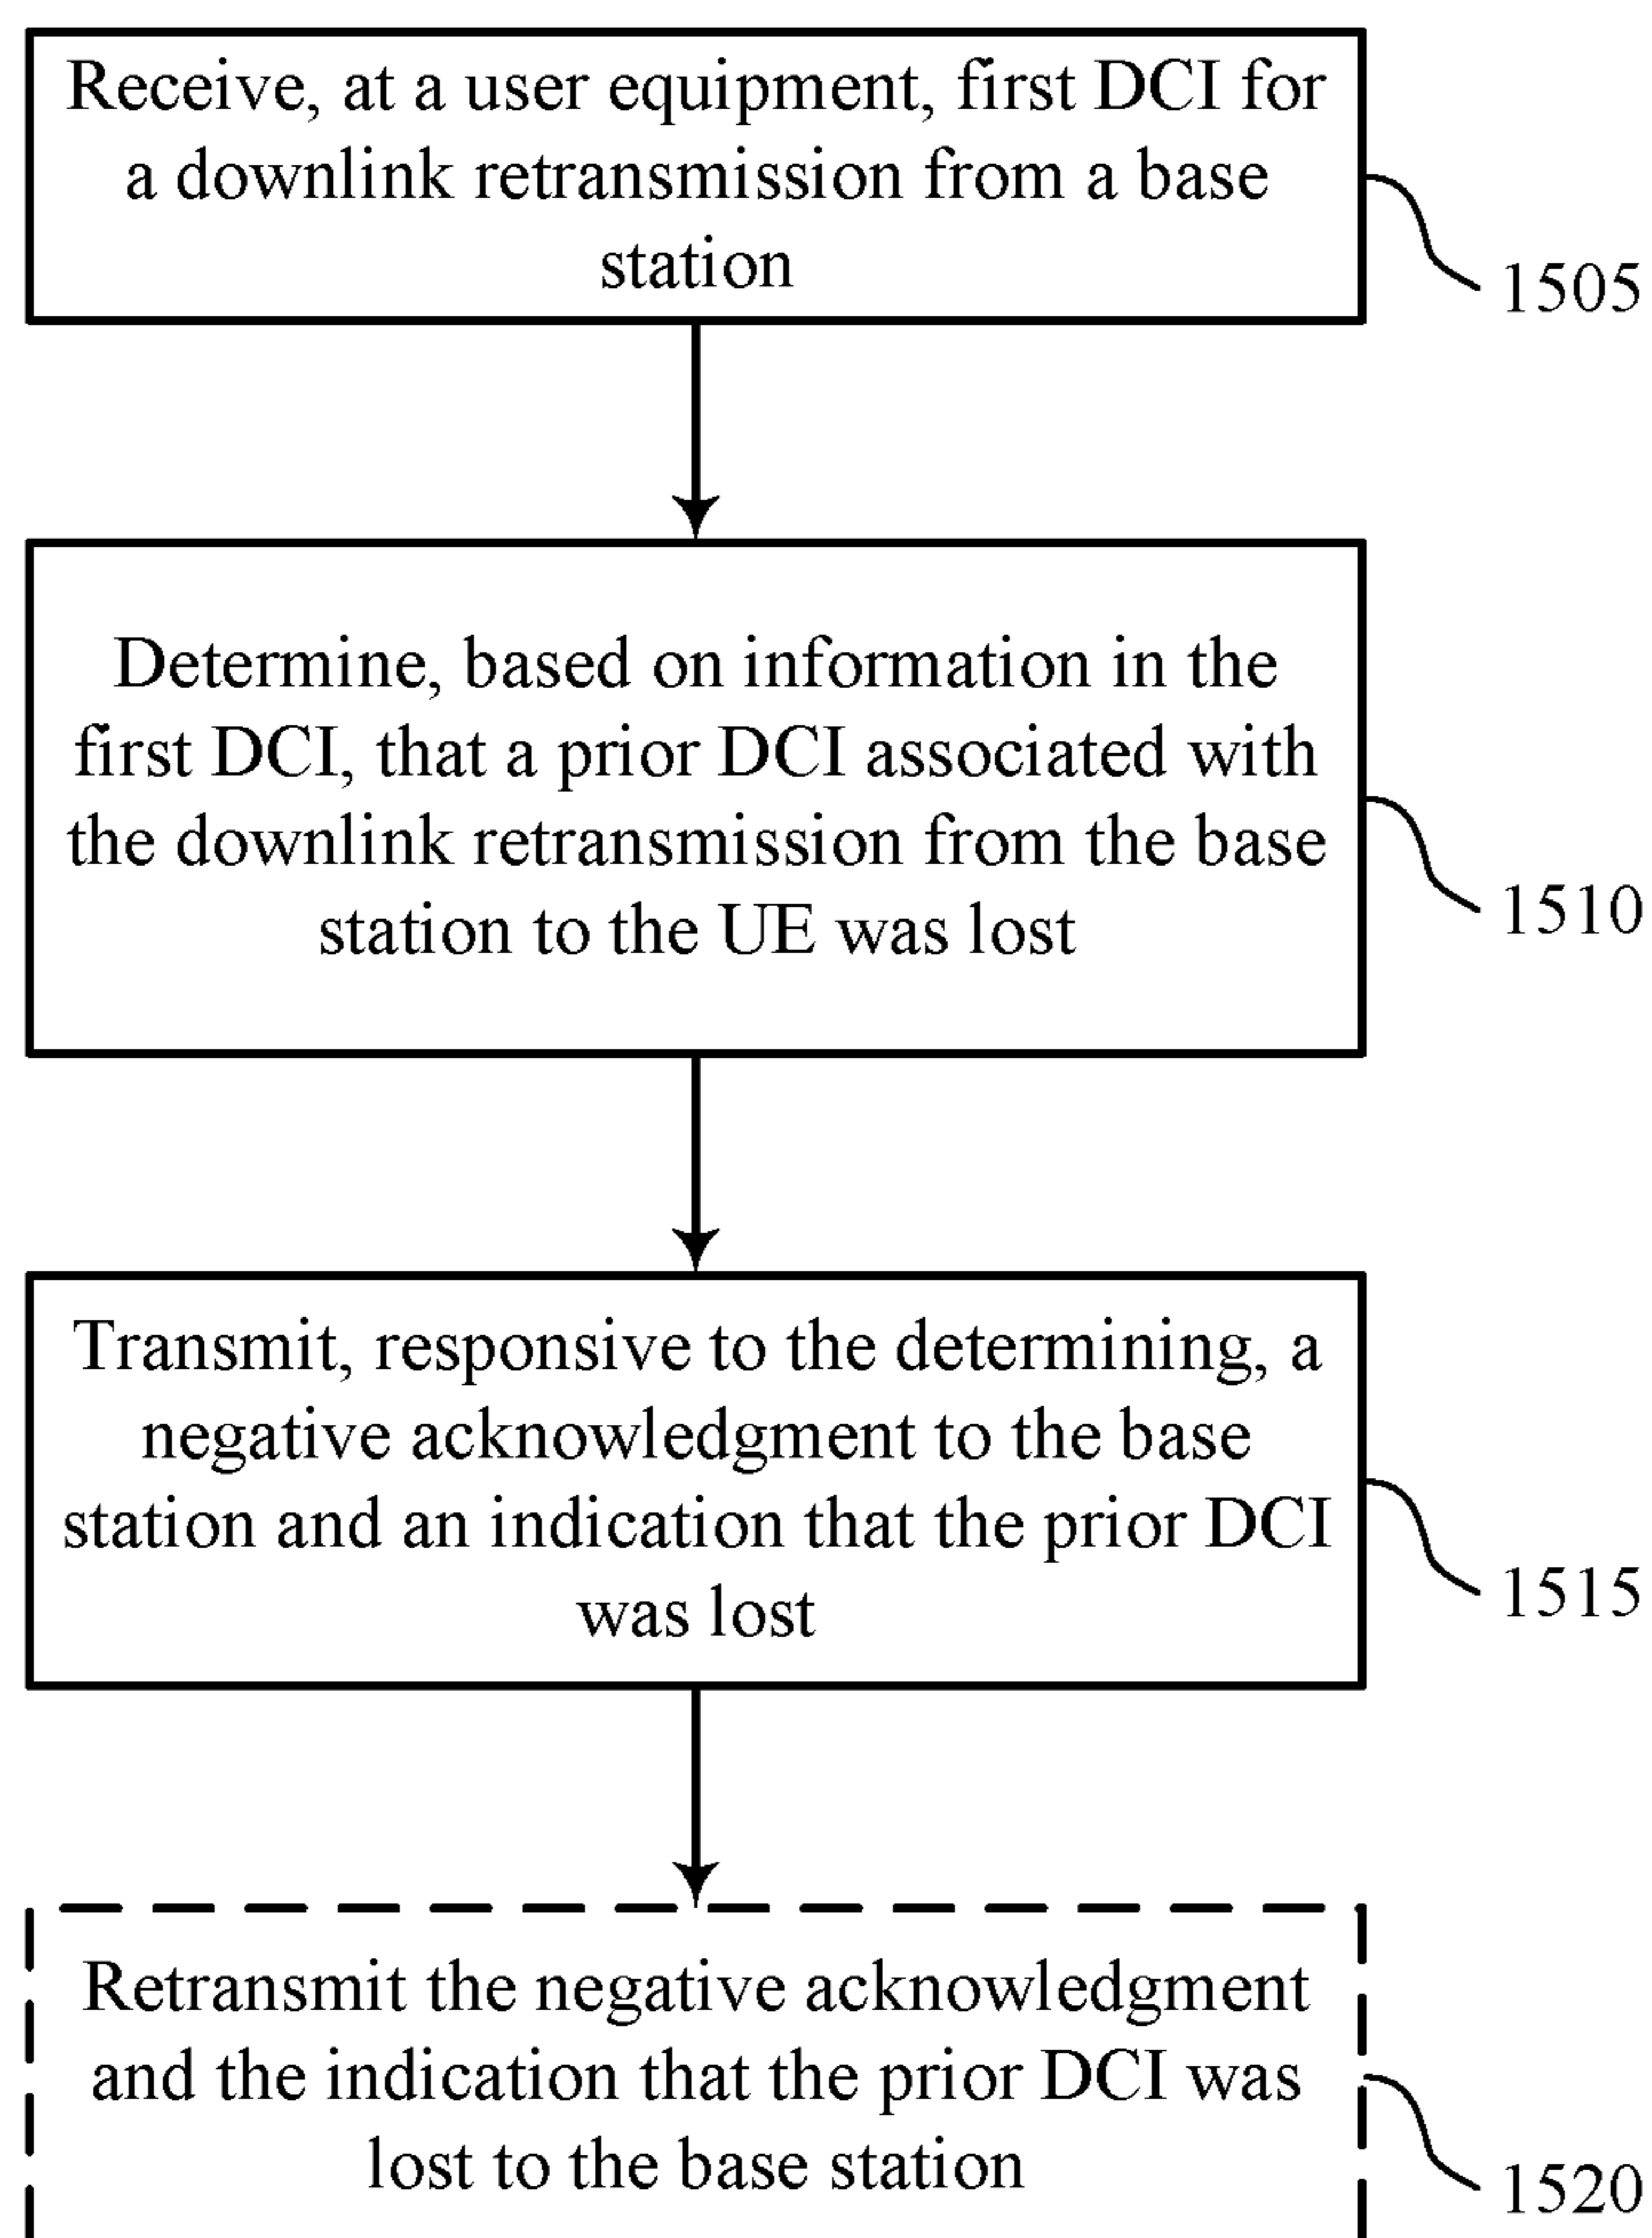 Receive, at a user equipment, first DCI for
a downlink retransmission from a base
station
1505
Determine, based on information in the
first DCI, that a prior DCI associated with
the downlink retransmission from the base
station to the UE was lost
1510
Transmit, responsive to the determining, a
negative acknowledgment to the base
station and an indication that the prior DCI
was lost
1515
Retransmit the negative acknowledgment
and the indication that the prior DCI was
lost to the base station
1520